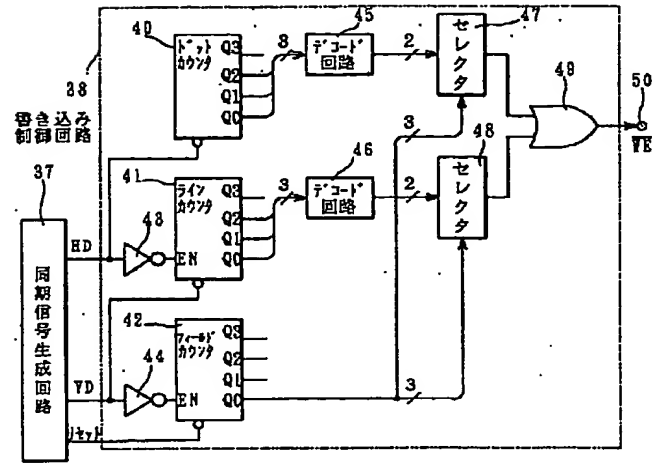 38
書き込み
制御回路
37
同期信号生成回路
HD
VD
リセット
43
44
40
ドット
カウンタ
Q3
Q2
Q1
Q0
41
ライン
カウンタ
EN
Q3
Q2
Q1
Q0
42
フィールド
カウンタ
EN
Q3
Q2
Q1
Q0
3
45
デコード
回路
2
3
46
デコード
回路
2
47
セレクタ
3
48
セレクタ
3
49
50
WE